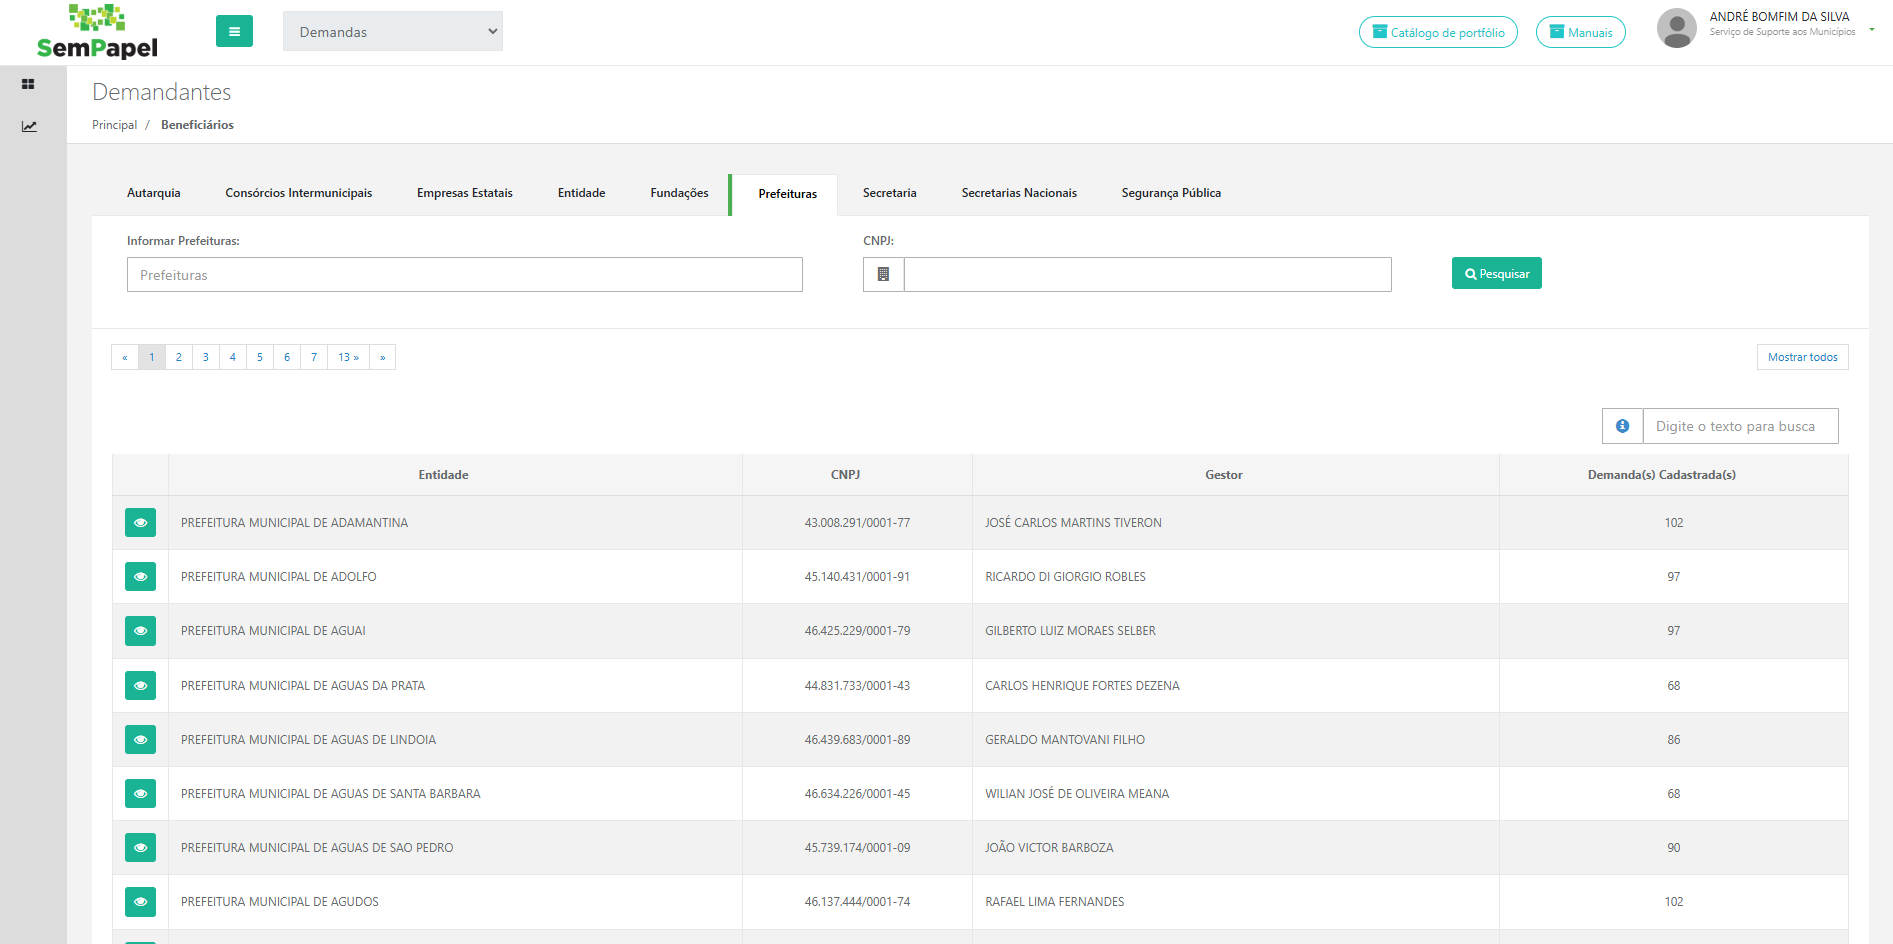 SemPapel
Demandas
Catálogo de portfólio
Manuais
ANDRÉ BOMFIM DA SILVA
Serviço de Suporte aos Municípios
Demandantes
Principal / Beneficiários
Autarquia Consórcios Intermunicipais Empresas Estatais Entidade Fundações Prefeituras Secretaria Secretarias Nacionais Segurança Pública
Informar Prefeituras: CNPJ:
Prefeituras Pesquisar
« 1 2 3 4 5 6 7 13 » » Mostrar todos
Digite o texto para busca
Entidade CNPJ Gestor Demanda(s) Cadastrada(s)
PREFEITURA MUNICIPAL DE ADAMANTINA 43.008.291/0001-77 JOSÉ CARLOS MARTINS TIVERON 102
PREFEITURA MUNICIPAL DE ADOLFO 45.140.431/0001-91 RICARDO DI GIORGIO ROBLES 97
PREFEITURA MUNICIPAL DE AGUAI 46.425.229/0001-79 GILBERTO LUIZ MORAES SELBER 97
PREFEITURA MUNICIPAL DE AGUAS DA PRATA 44.831.733/0001-43 CARLOS HENRIQUE FORTES DEZENA 68
PREFEITURA MUNICIPAL DE AGUAS DE LINDOIA 46.439.683/0001-89 GERALDO MANTOVANI FILHO 86
PREFEITURA MUNICIPAL DE AGUAS DE SANTA BARBARA 46.634.226/0001-45 WILIAN JOSÉ DE OLIVEIRA MEANA 68
PREFEITURA MUNICIPAL DE AGUAS DE SAO PEDRO 45.739.174/0001-09 JOÃO VICTOR BARBOZA 90
PREFEITURA MUNICIPAL DE AGUDOS 46.137.444/0001-74 RAFAEL LIMA FERNANDES 102